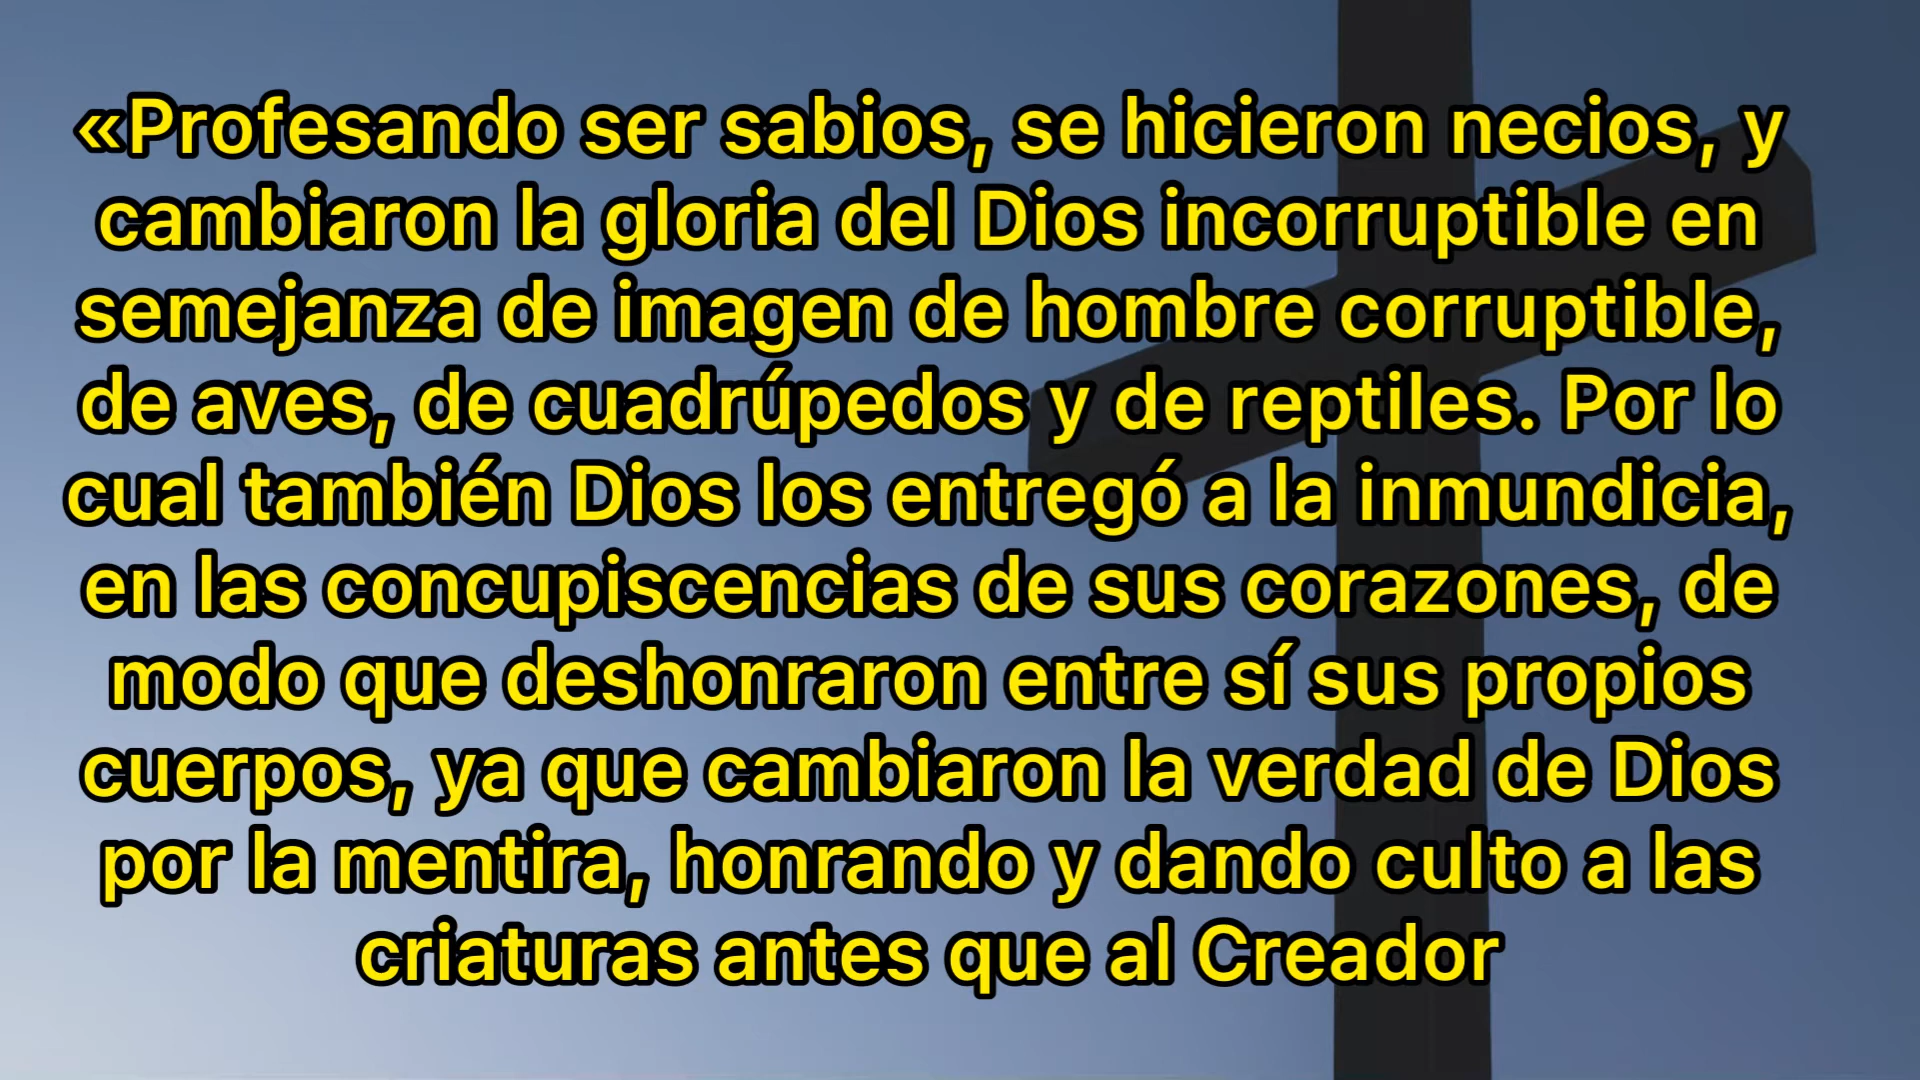 «Profesando ser sabios, se hicieron necios, y
cambiaron la gloria del Dios incorruptible en
semejanza de imagen de hombre corruptible,
de aves, de cuadrúpedos y de reptiles. Por lo
cual también Dios los entregó a la inmundicia,
en las concupiscencias de sus corazones, de
modo que deshonraron entre sí sus propios
cuerpos, ya que cambiaron la verdad de Dios
por la mentira, honrando y dando culto a las
criaturas antes que al Creador